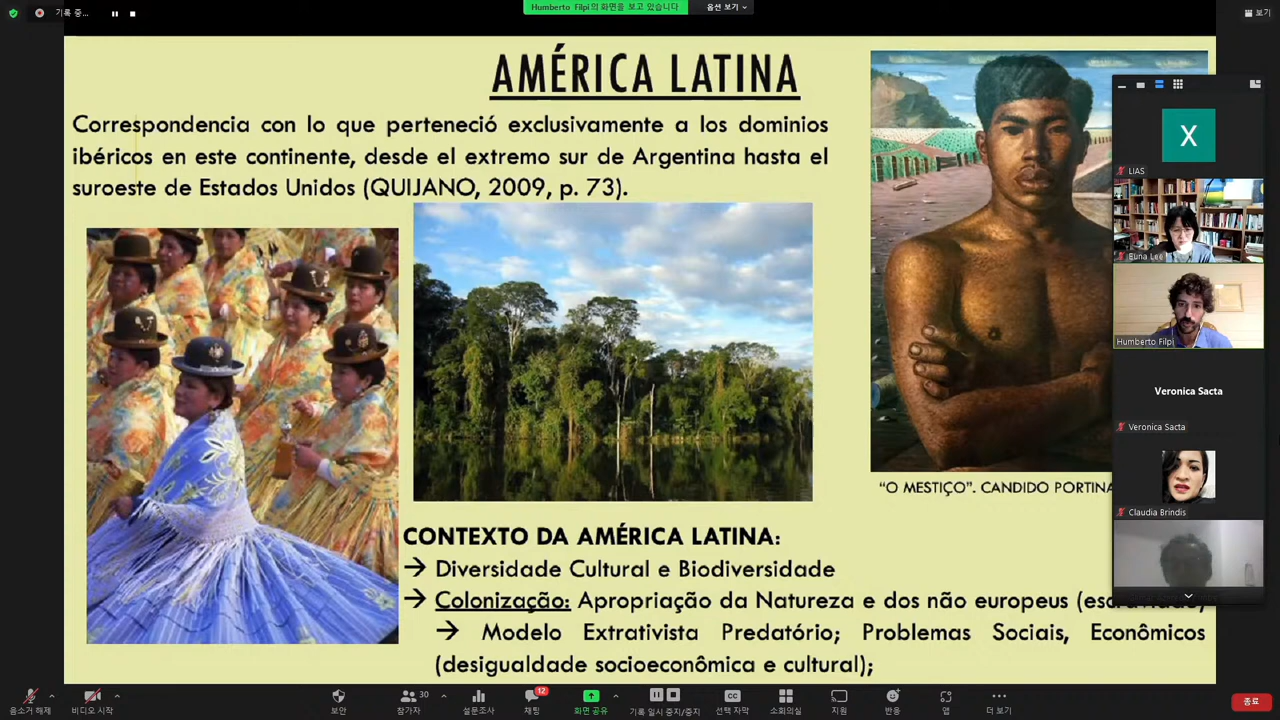 기록 중...
Humberto Filpi의 화면을 보고 있습니다
옵션 보기
보기
AMÉRICA LATINA
Correspondencia con lo que perteneció exclusivamente a los dominios
ibéricos en este continente, desde el extremo sur de Argentina hasta el
suroeste de Estados Unidos (QUIJANO, 2009, p. 73).
"O MESTIÇO". CANDIDO PORTINA
CONTEXTO DA AMÉRICA LATINA:
→ Diversidade Cultural e Biodiversidade
→ Colonização: Apropriação da Natureza e dos não europeus
→ Modelo Extrativista Predatório; Problemas Sociais, Econômicos
(desigualdade socioeconômica e cultural);
X
LIAS
Euna Lee
Humberto Filpi
Veronica Sacta
Veronica Sacta
Claudia Brindis
음소거 해제
비디오 시작
보안
참가자
30
설문조사
채팅
12
화면 공유
기록 일시 중지/중지
선택 자막
소회의실
지원
반응
앱
더 보기
종료